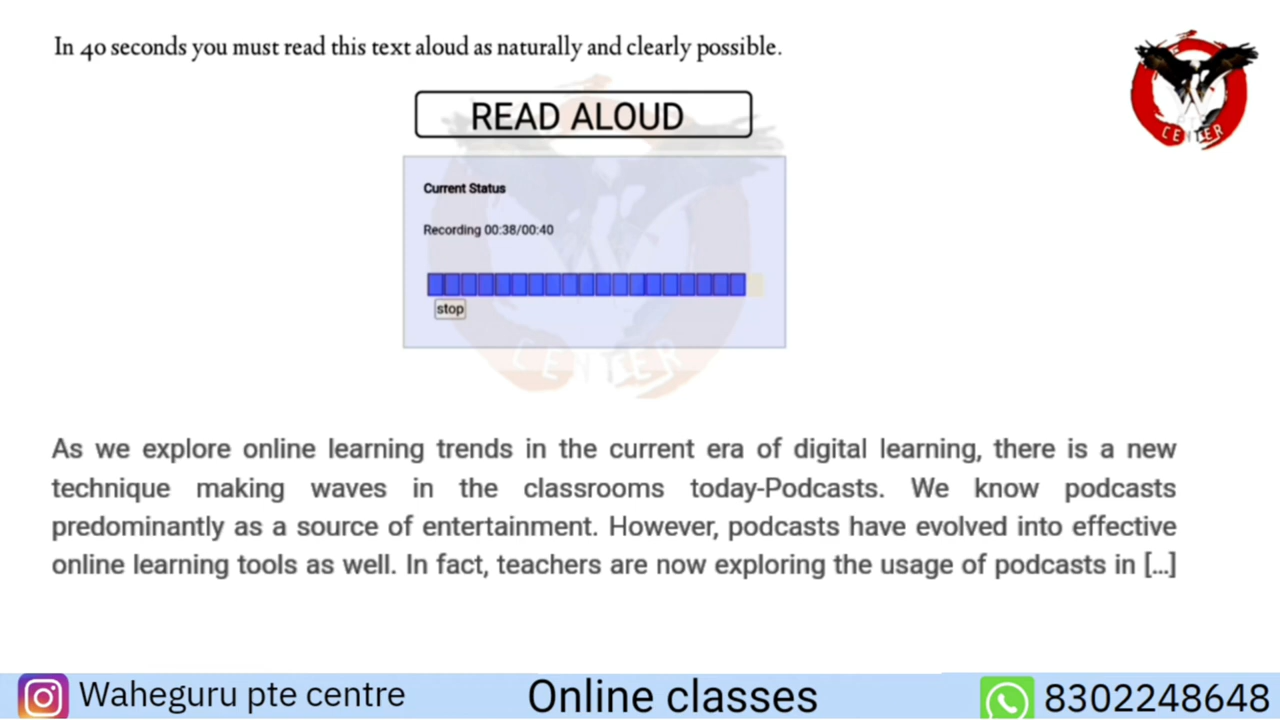 In 40 seconds you must read this text aloud as naturally and clearly possible.
CENTER
READ ALOUD
Current Status
Recording 00:38/00:40
stop
CENTER
As we explore online learning trends in the current era of digital learning, there is a new
technique making waves in the classrooms today-Podcasts. We know podcasts
predominantly as a source of entertainment. However, podcasts have evolved into effective
online learning tools as well. In fact, teachers are now exploring the usage of podcasts in [...]
Waheguru pte centre
Online classes
8302248648